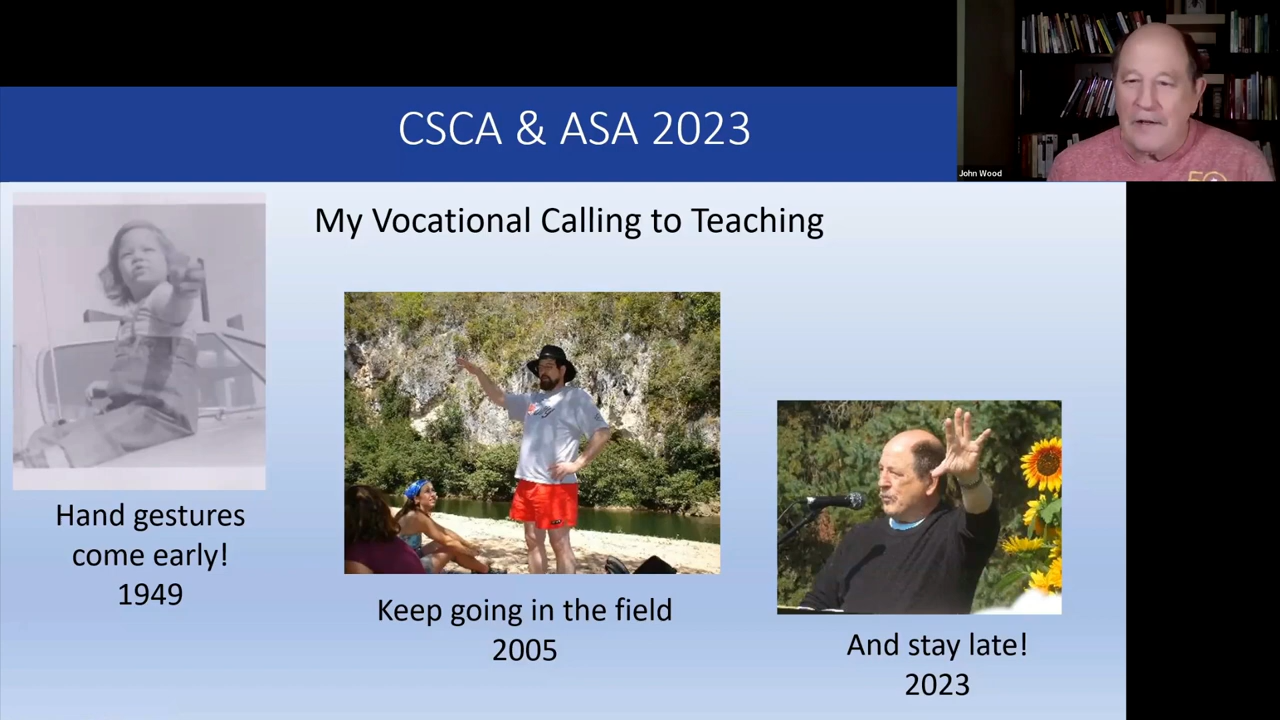 CSCA & ASA 2023
John Wood
50
My Vocational Calling to Teaching
Hand gestures
come early!
1949
Keep going in the field
2005
And stay late!
2023